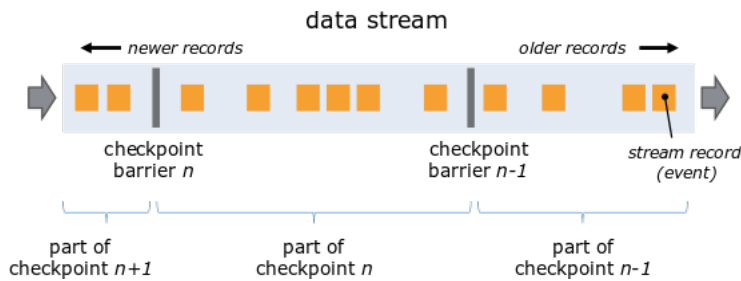 data stream
newer records
older records
checkpoint
barrier n
checkpoint
barrier n-1
stream record
(event)
part of
checkpoint n+1
part of
checkpoint n
part of
checkpoint n-1